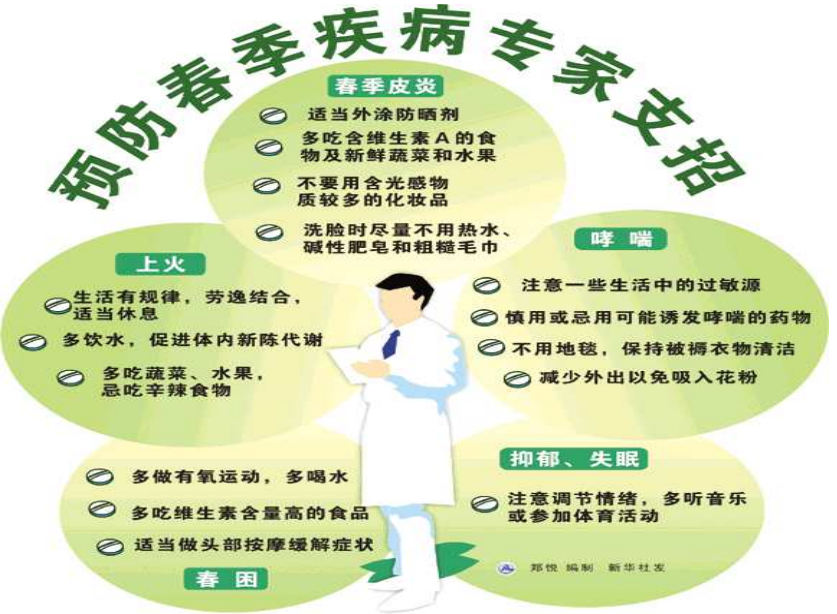 预防春季疾病专家支招
春季皮炎
适当外涂防晒剂
多吃含维生素A的食
物及新鲜蔬菜和水果
不要用含光感物
质较多的化妆品
洗脸时尽量不用热水、
碱性肥皂和粗糙毛巾
上火
生活有规律，劳逸结合，
适当休息
多饮水，促进体内新陈代谢
多吃蔬菜、水果，
忌吃辛辣食物
哮喘
注意一些生活中的过敏源
慎用或忌用可能诱发哮喘的药物
不用地毯，保持被褥衣物清洁
减少外出以免吸入花粉
多做有氧运动，多喝水
多吃维生素含量高的食品
适当做头部按摩缓解症状
春困
抑郁、失眠
注意调节情绪，多听音乐
或参加体育活动
郑悦 编制 新华社发